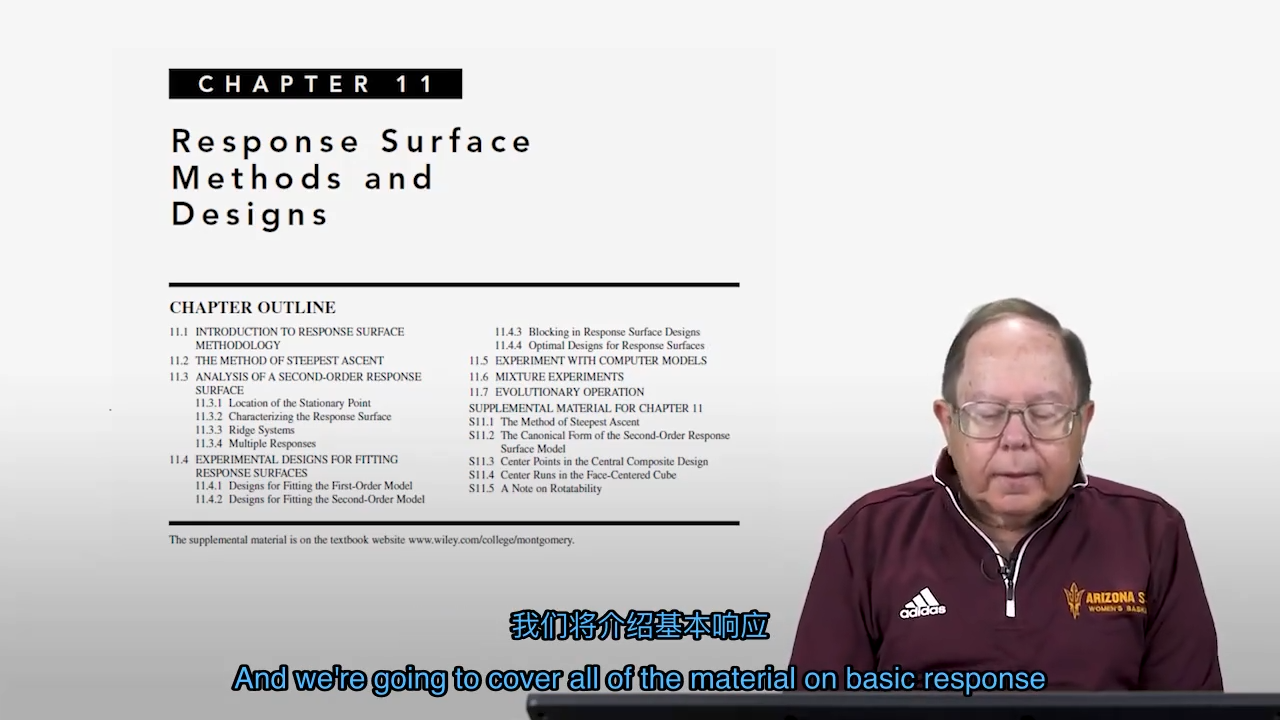 CHAPTER 11
Response Surface
Methods and
Designs
CHAPTER OUTLINE
11.1 INTRODUCTION TO RESPONSE SURFACE
METHODOLOGY
11.2 THE METHOD OF STEEPEST ASCENT
11.3 ANALYSIS OF A SECOND-ORDER RESPONSE
SURFACE
11.3.1 Location of the Stationary Point
11.3.2 Characterizing the Response Surface
11.3.3 Ridge Systems
11.3.4 Multiple Responses
11.4 EXPERIMENTAL DESIGNS FOR FITTING
RESPONSE SURFACES
11.4.1 Designs for Fitting the First-Order Model
11.4.2 Designs for Fitting the Second-Order Model
11.4.3 Blocking in Response Surface Designs
11.4.4 Optimal Designs for Response Surfaces
11.5 EXPERIMENT WITH COMPUTER MODELS
11.6 MIXTURE EXPERIMENTS
11.7 EVOLUTIONARY OPERATION
SUPPLEMENTAL MATERIAL FOR CHAPTER 11
S11.1 The Method of Steepest Ascent
S11.2 The Canonical Form of the Second-Order Response
Surface Model
S11.3 Center Points in the Central Composite Design
S11.4 Center Runs in the Face-Centered Cube
S11.5 A Note on Rotatability
The supplemental material is on the textbook website www.wiley.com/college/montgomery.
adidas
ARIZONA S
WOMEN'S BASK
我们将介绍基本响应
And we're going to cover all of the material on basic response